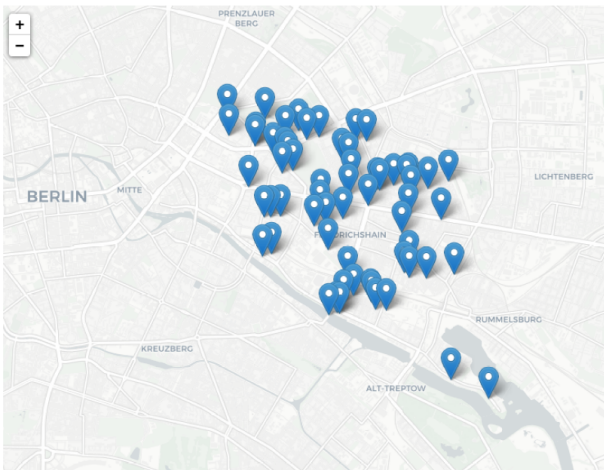 PRENZLAUER
BERG
+
−
LICHTENBERG
BERLIN
MITTE
FRIEDRICHSHAIN
RUMMELSBURG
KREUZBERG
ALT-TREPTOW